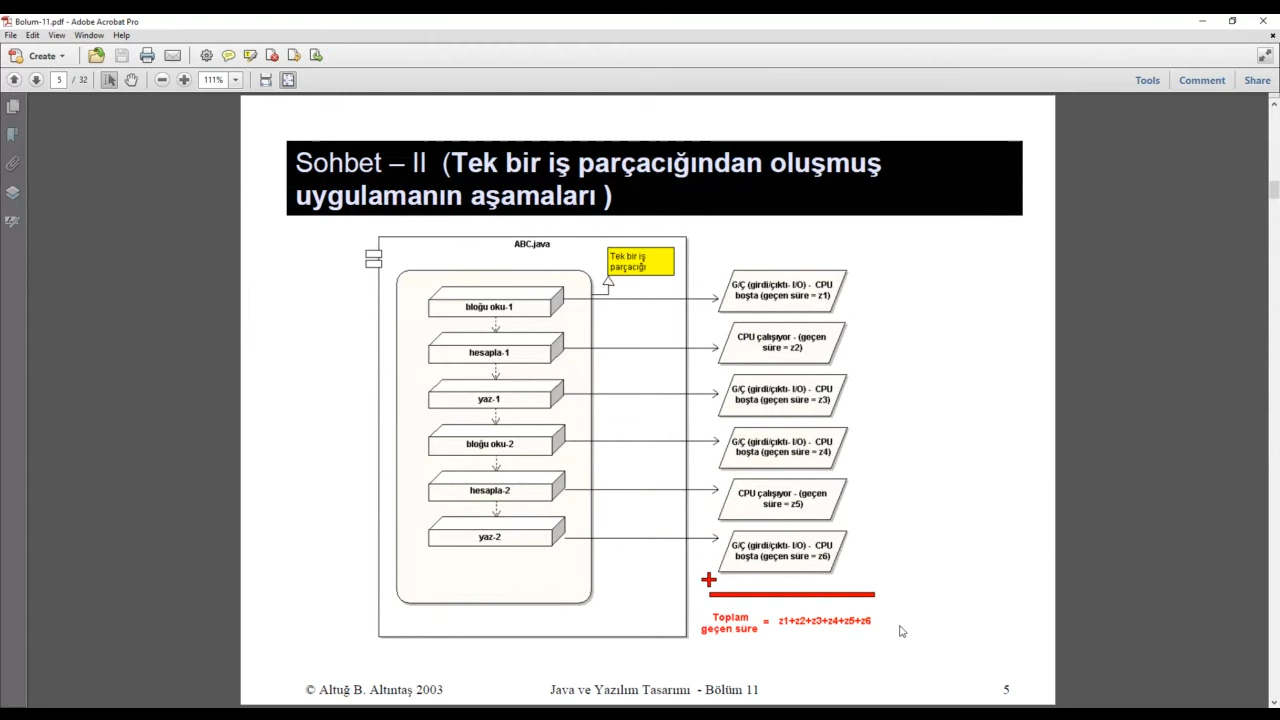 Bolum-11.pdf - Adobe Acrobat Pro
File Edit View Window Help
Create
5 / 32 111% Tools Comment Share
Sohbet – II (Tek bir iş parçacığından oluşmuş
uygulamanın aşamaları )
ABC.java
Tek bir iş
parçacığı
bloğu oku-1
G/Ç (girdi/çıktı- I/O) - CPU
boşta (geçen süre = z1)
hesapla-1
CPU çalışıyor - (geçen
süre = z2)
yaz-1
G/Ç (girdi/çıktı- I/O) - CPU
boşta (geçen süre = z3)
bloğu oku-2
G/Ç (girdi/çıktı- I/O) - CPU
boşta (geçen süre = z4)
hesapla-2
CPU çalışıyor - (geçen
süre = z5)
yaz-2
G/Ç (girdi/çıktı- I/O) - CPU
boşta (geçen süre = z6)
+
Toplam
geçen süre = z1+z2+z3+z4+z5+z6
© Altuğ B. Altıntaş 2003 Java ve Yazılım Tasarımı - Bölüm 11 5